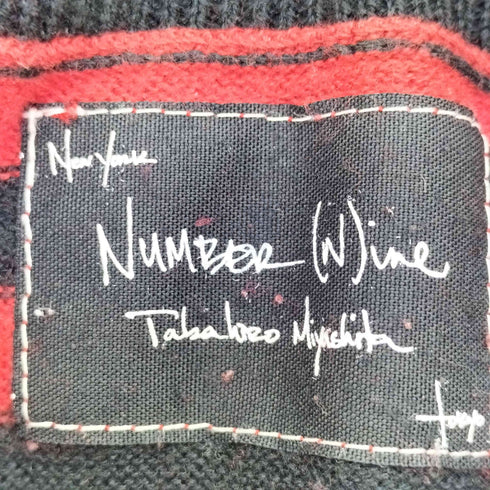 New York
NUMBER (N)ine
Takahiro Miyashita